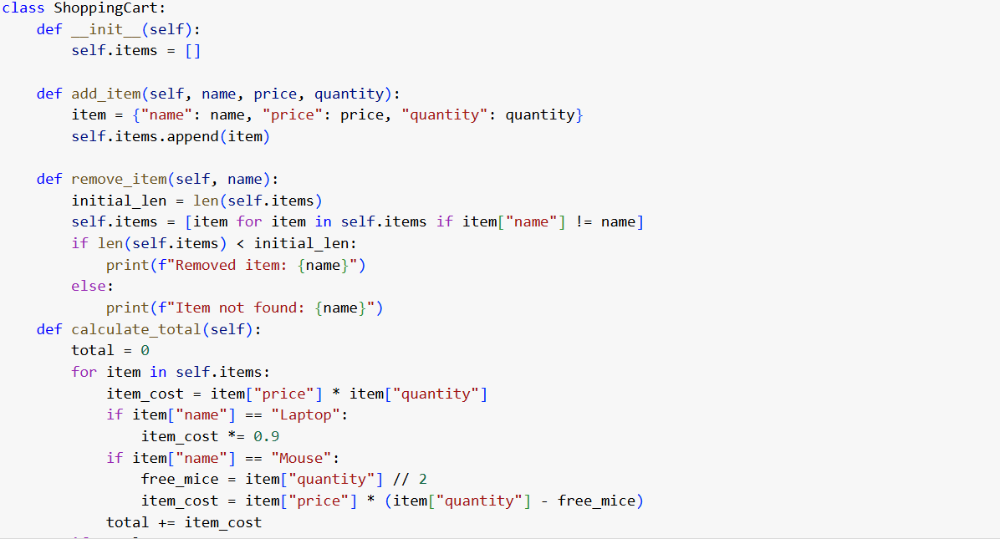 class ShoppingCart:
    def __init__(self):
        self.items = []

    def add_item(self, name, price, quantity):
        item = {"name": name, "price": price, "quantity": quantity}
        self.items.append(item)

    def remove_item(self, name):
        initial_len = len(self.items)
        self.items = [item for item in self.items if item["name"] != name]
        if len(self.items) < initial_len:
            print(f"Removed item: {name}")
        else:
            print(f"Item not found: {name}")
    def calculate_total(self):
        total = 0
        for item in self.items:
            item_cost = item["price"] * item["quantity"]
            if item["name"] == "Laptop":
                item_cost *= 0.9
            if item["name"] == "Mouse":
                free_mice = item["quantity"] // 2
                item_cost = item["price"] * (item["quantity"] - free_mice)
            total += item_cost